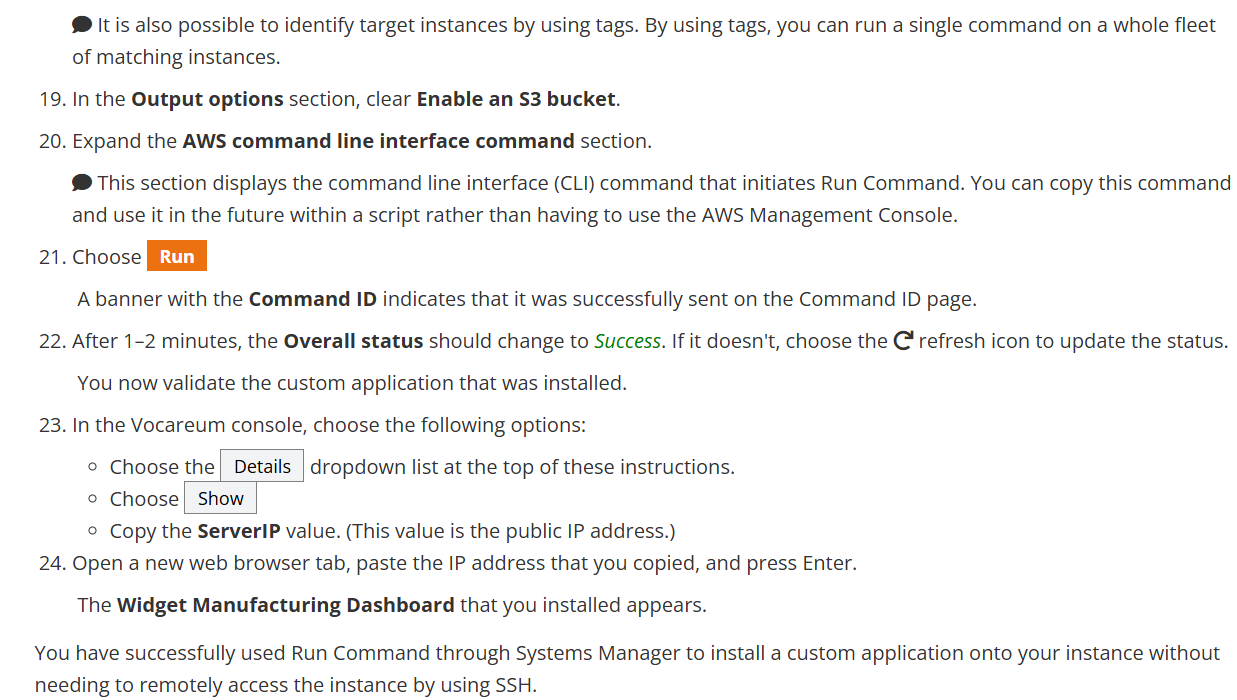 It is also possible to identify target instances by using tags. By using tags, you can run a single command on a whole fleet
of matching instances.
19. In the Output options section, clear Enable an S3 bucket.
20. Expand the AWS command line interface command section.
This section displays the command line interface (CLI) command that initiates Run Command. You can copy this command
and use it in the future within a script rather than having to use the AWS Management Console.
21. Choose Run
A banner with the Command ID indicates that it was successfully sent on the Command ID page.
22. After 1–2 minutes, the Overall status should change to Success. If it doesn't, choose the refresh icon to update the status.
You now validate the custom application that was installed.
23. In the Vocareum console, choose the following options:
Choose the Details dropdown list at the top of these instructions.
Choose Show
Copy the ServerIP value. (This value is the public IP address.)
24. Open a new web browser tab, paste the IP address that you copied, and press Enter.
The Widget Manufacturing Dashboard that you installed appears.
You have successfully used Run Command through Systems Manager to install a custom application onto your instance without
needing to remotely access the instance by using SSH.